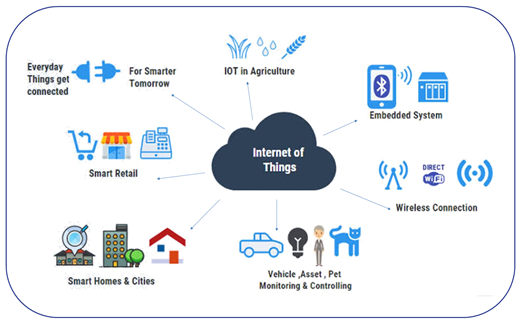 Everyday
Things get
connected
For Smarter
Tomorrow
IOT in Agriculture
Embedded System
Internet of
Things
Smart Retail
DIRECT
WiFi
Wireless Connection
Smart Homes & Cities
Vehicle ,Asset , Pet
Monitoring & Controlling